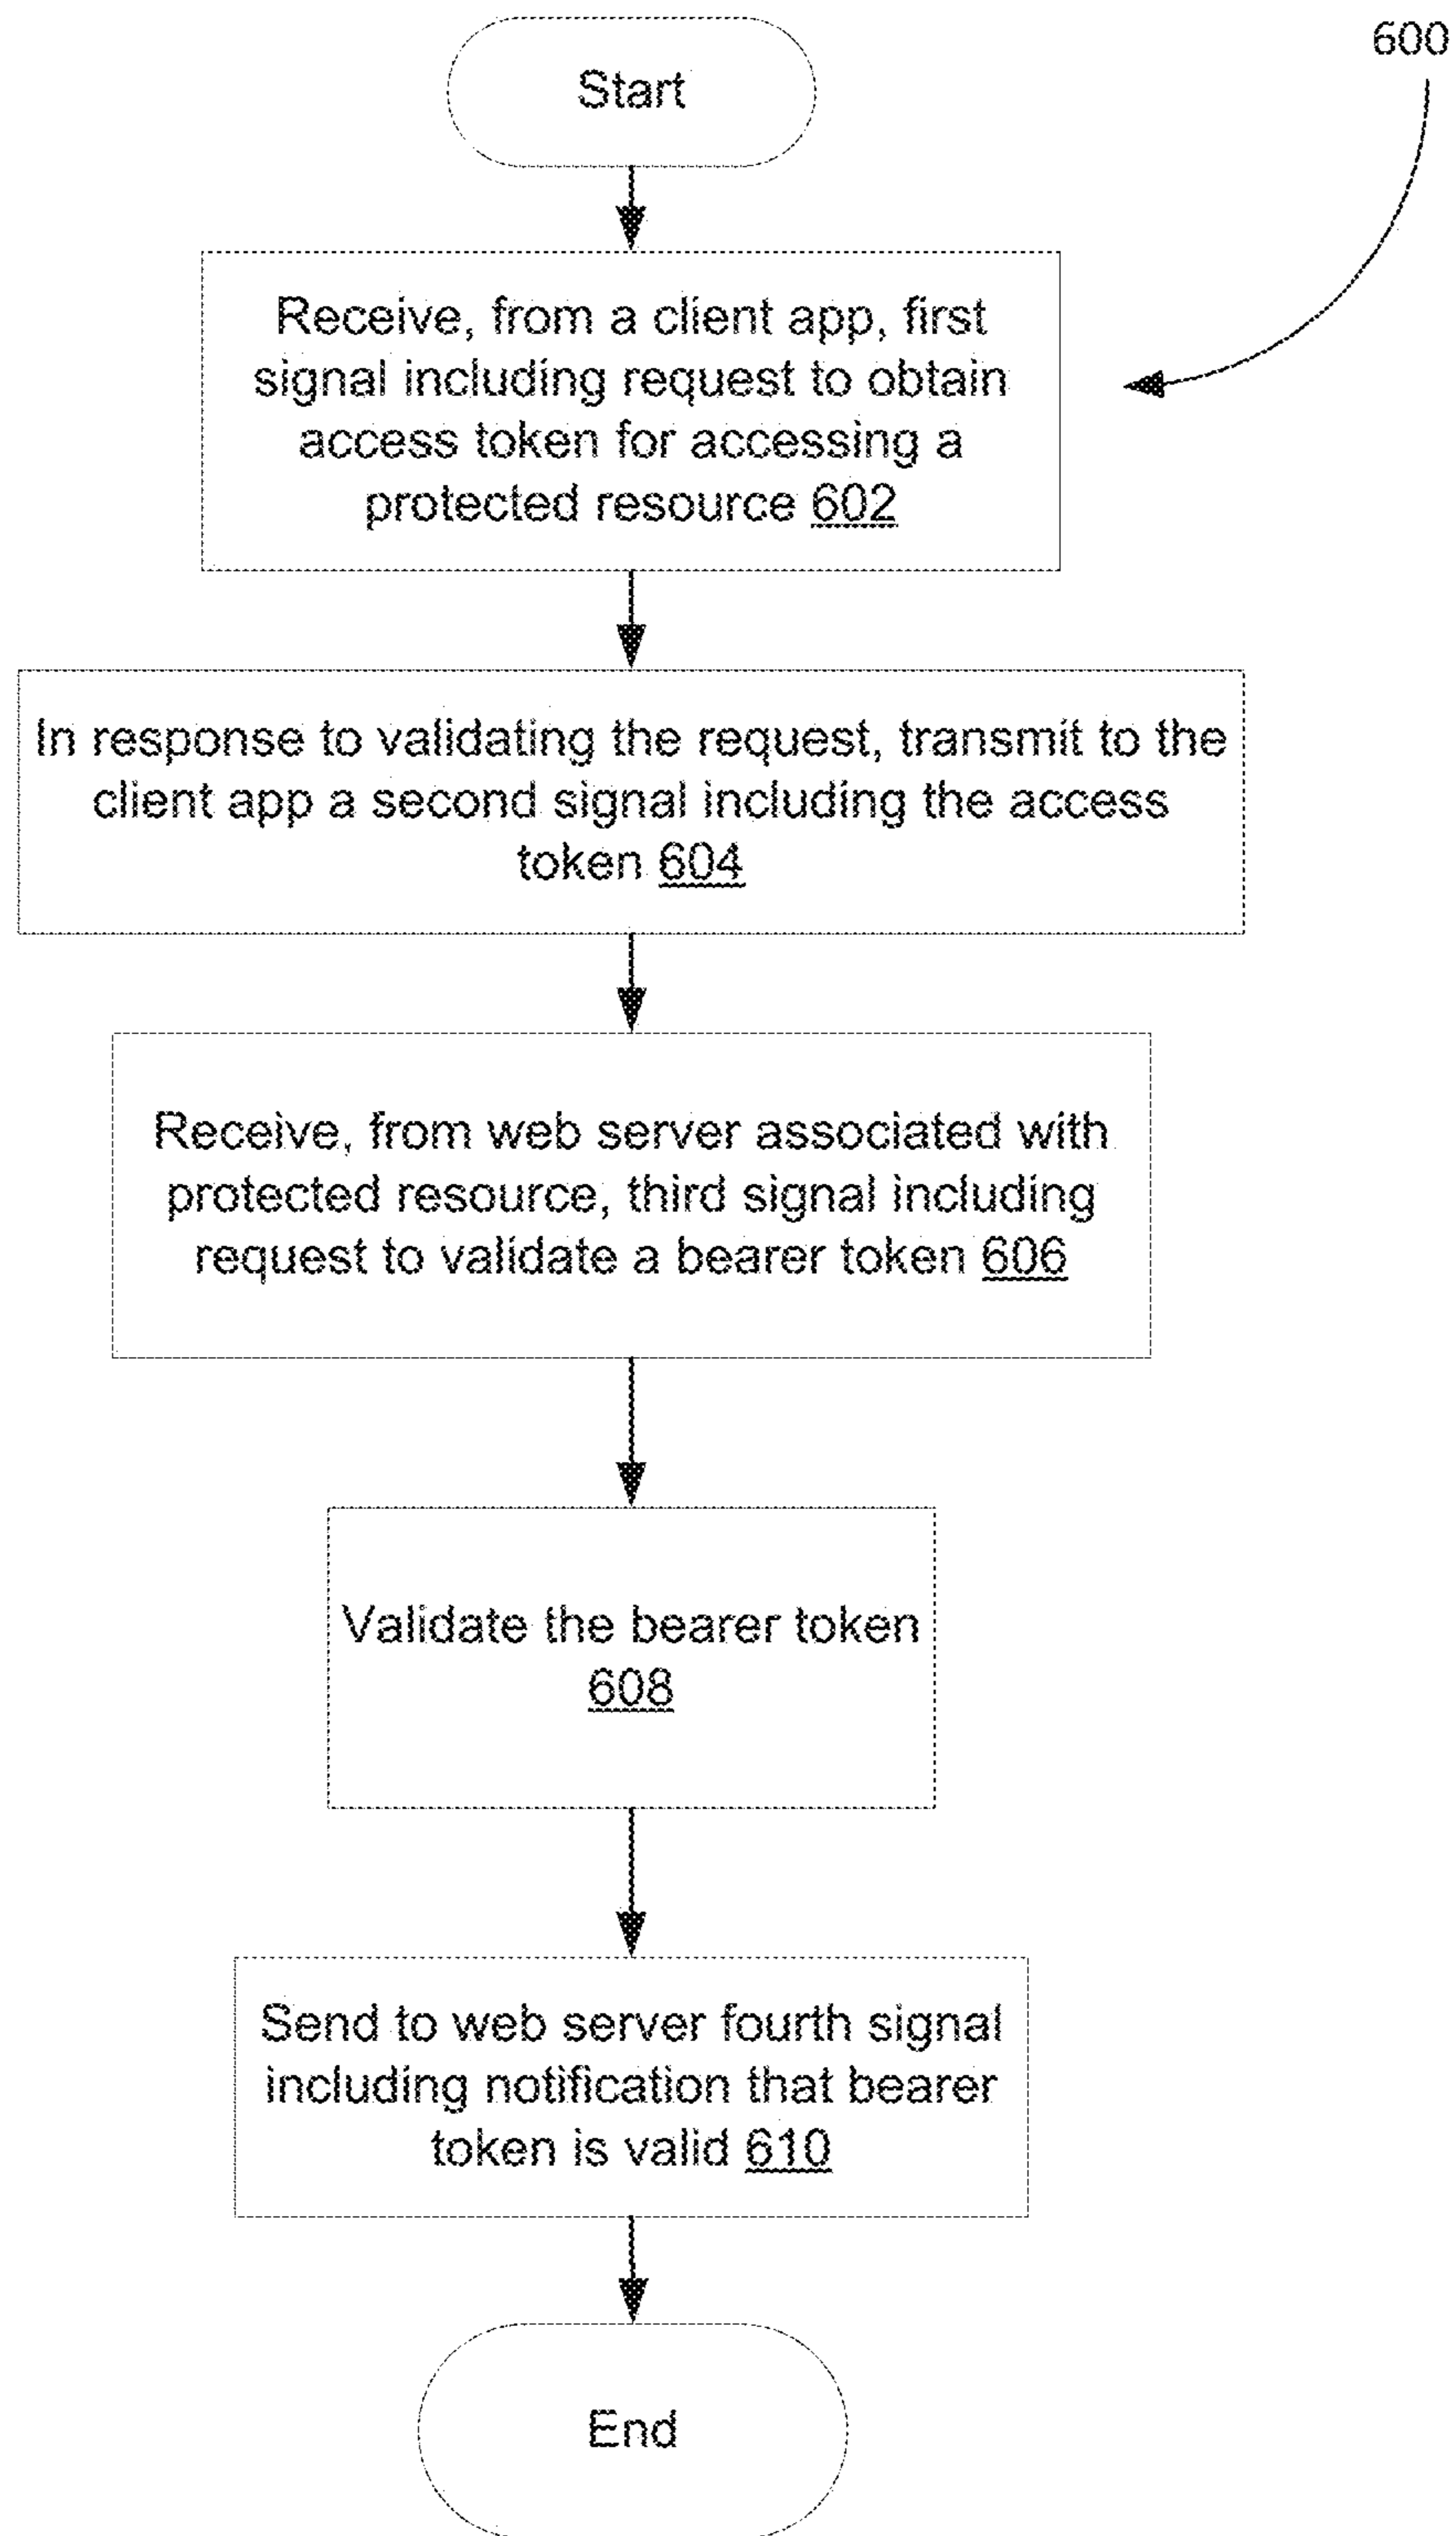 600
Start
Receive, from a client app, first
signal including request to obtain
access token for accessing a
protected resource 602
In response to validating the request, transmit to the
client app a second signal including the access
token 604
Receive, from web server associated with
protected resource, third signal including
request to validate a bearer token 606
Validate the bearer token
608
Send to web server fourth signal
including notification that bearer
token is valid 610
End